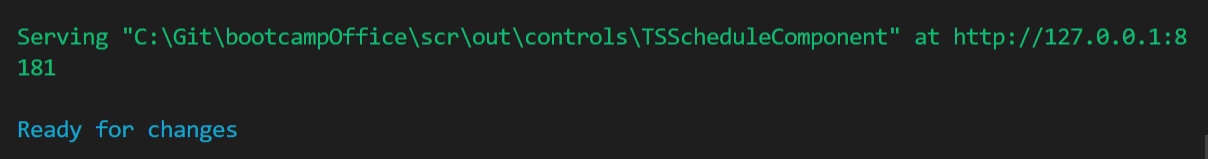 Serving "C:\Git\bootcampOffice\scr\out\controls\TSScheduleComponent" at http://127.0.0.1:8
181
Ready for changes